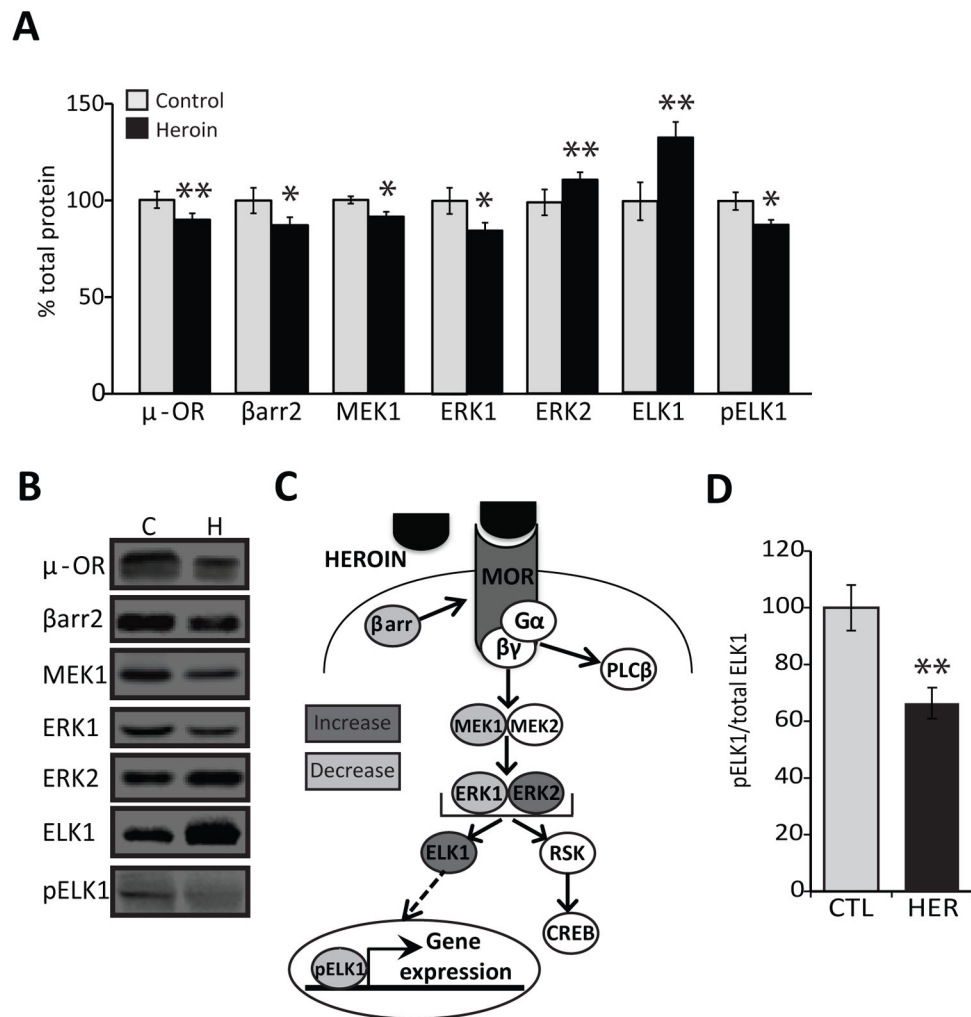 A
150
100
50
0
% total protein
Control
Heroin
** * * * ** ** *
μ-OR βarr2 MEK1 ERK1 ERK2 ELK1 pELK1
B
C H
μ-OR
βarr2
MEK1
ERK1
ERK2
ELK1
pELK1
C
HEROIN
MOR
βarr
Gα
βγ
PLCβ
Increase
Decrease
MEK1 MEK2
ERK1 ERK2
ELK1 RSK
CREB
pELK1
Gene
expression
D
120
100
80
60
40
20
0
pELK1/total ELK1
**
CTL HER